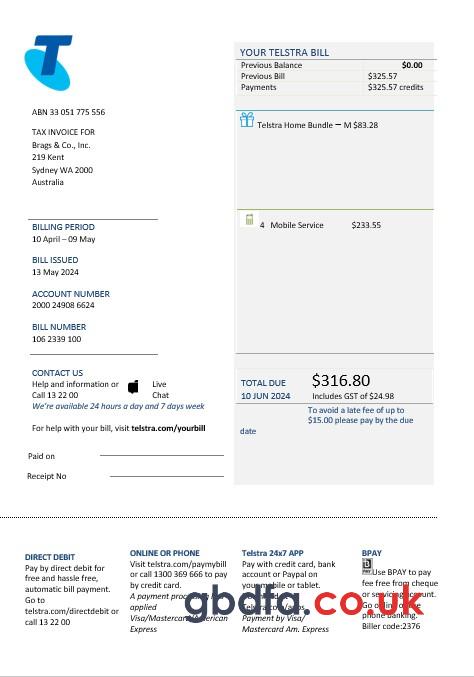 T
ABN 33 051 775 556
TAX INVOICE FOR
Brags & Co., Inc.
219 Kent
Sydney WA 2000
Australia
BILLING PERIOD
10 April – 09 May
BILL ISSUED
13 May 2024
ACCOUNT NUMBER
2000 24908 6624
BILL NUMBER
106 2339 100
CONTACT US
Help and information or Live
Call 13 22 00 Chat
We're available 24 hours a day and 7 days week
For help with your bill, visit telstra.com/yourbill
Paid on
Receipt No
YOUR TELSTRA BILL
Previous Balance $0.00
Previous Bill $325.57
Payments $325.57 credits
Telstra Home Bundle – M $83.28
4 Mobile Service $233.55
TOTAL DUE $316.80
10 JUN 2024 Includes GST of $24.98
To avoid a late fee of up to
$15.00 please pay by the due
date
DIRECT DEBIT
Pay by direct debit for
free and hassle free,
automatic bill payment.
Go to
telstra.com/directdebit or
call 13 22 00
ONLINE OR PHONE
Visit telstra.com/paymybill
or call 1300 369 666 to pay
by credit card.
A payment processing
applied
Visa/Mastercard/American
Express
Telstra 24x7 APP
Pay with credit card, bank
account or Paypal on
your mobile or tablet.
Telstra.com/apps
Payment by Visa/
Mastercard Am. Express
BPAY
Use BPAY to pay
fee free from cheque
or servicing account.
Go online or
phone banking.
Biller code:2376
gbdla.co.uk